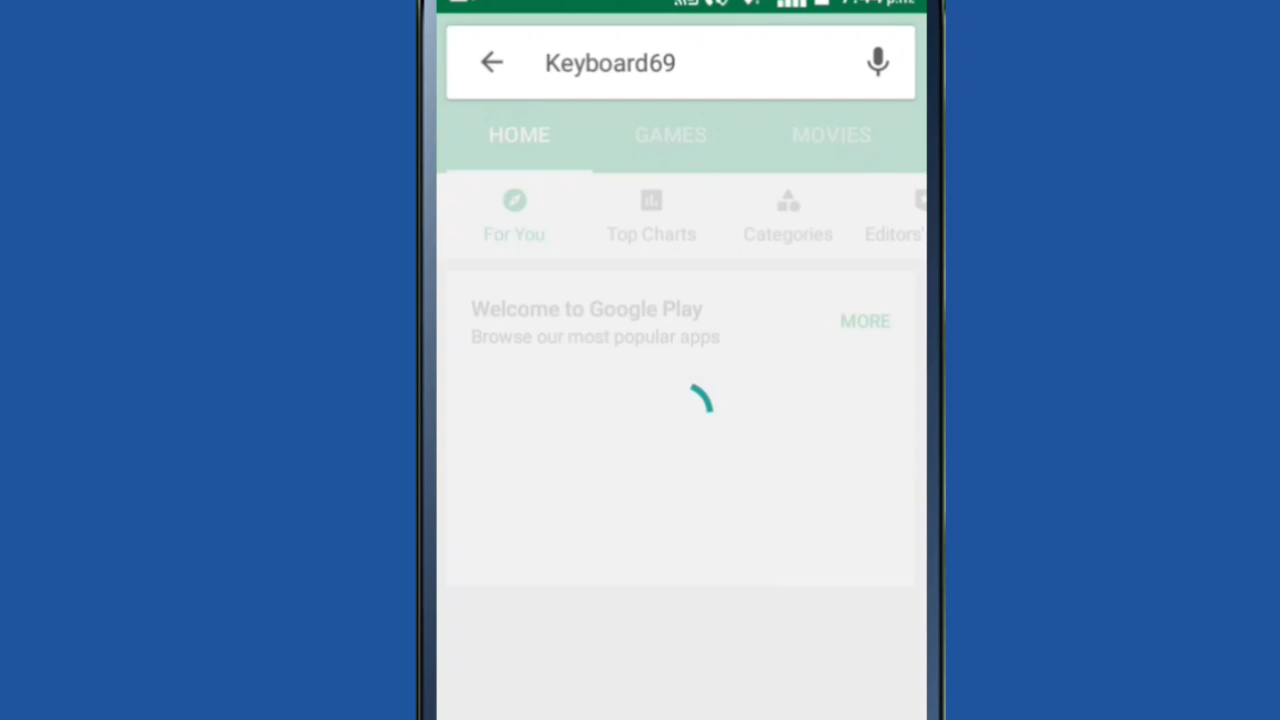 Keyboard69
HOME GAMES MOVIES
For You Top Charts Categories Editors'
Welcome to Google Play
MORE
Browse our most popular apps